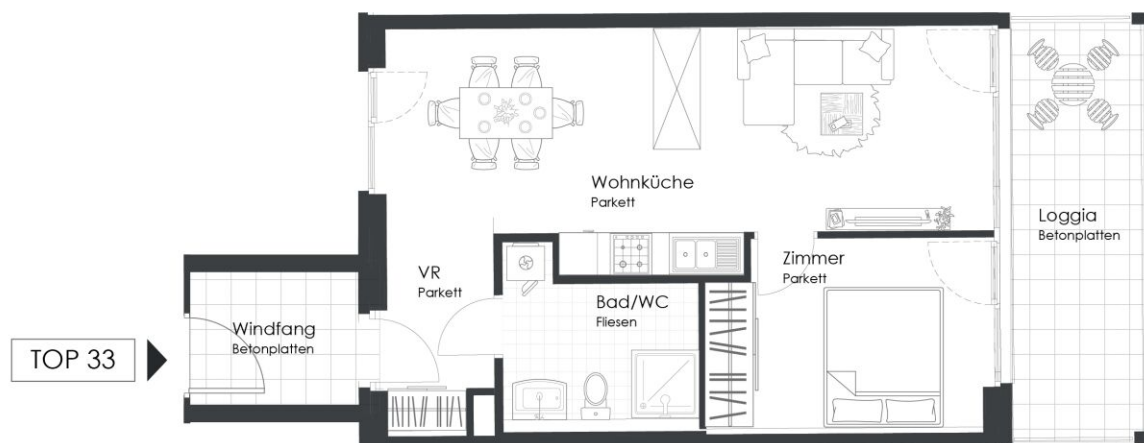 Wohnküche
Parkett
Loggia
Betonplatten
Zimmer
Parkett
VR
Parkett
Bad/WC
Fliesen
Windfang
Betonplatten
TOP 33